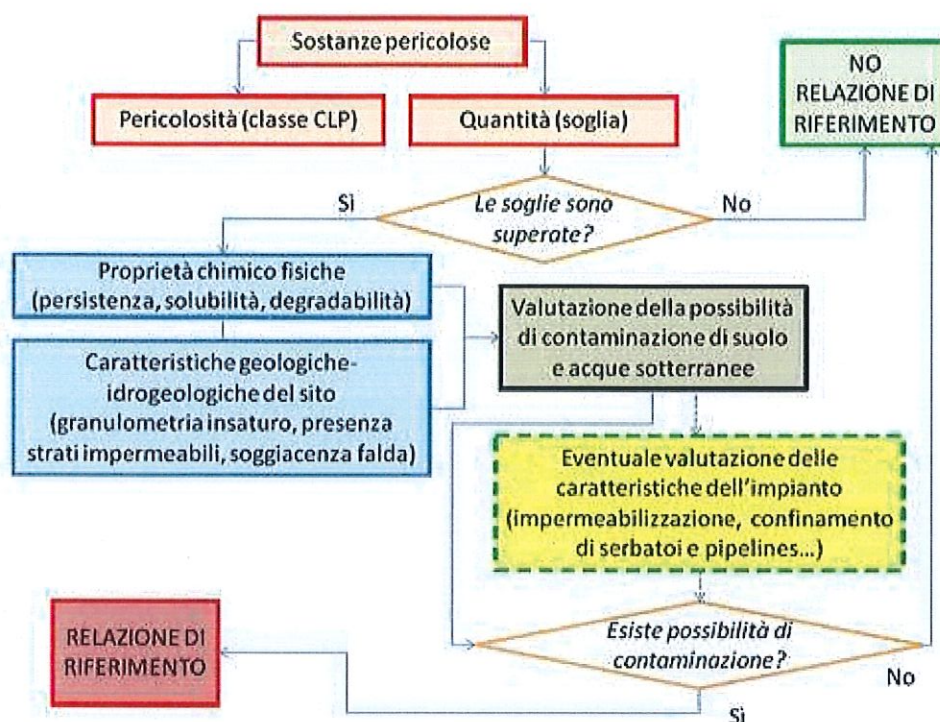 Sostanze pericolose
NO
RELAZIONE DI
RIFERIMENTO
Pericolosità (classe CLP)
Quantità (soglia)
Sì
Le soglie sono
superate?
No
Proprietà chimico fisiche
(persistenza, solubilità, degradabilità)
Valutazione della possibilità
di contaminazione di suolo
e acque sotterranee
Caratteristiche geologiche-
idrogeologiche del sito
(granulometria insaturo, presenza
strati impermeabili, soggiacenza falda)
Eventuale valutazione delle
caratteristiche dell'impianto
(impermeabilizzazione, confinamento
di serbatoi e pipelines...)
RELAZIONE DI
RIFERIMENTO
Esiste possibilità di
contaminazione?
No
Sì